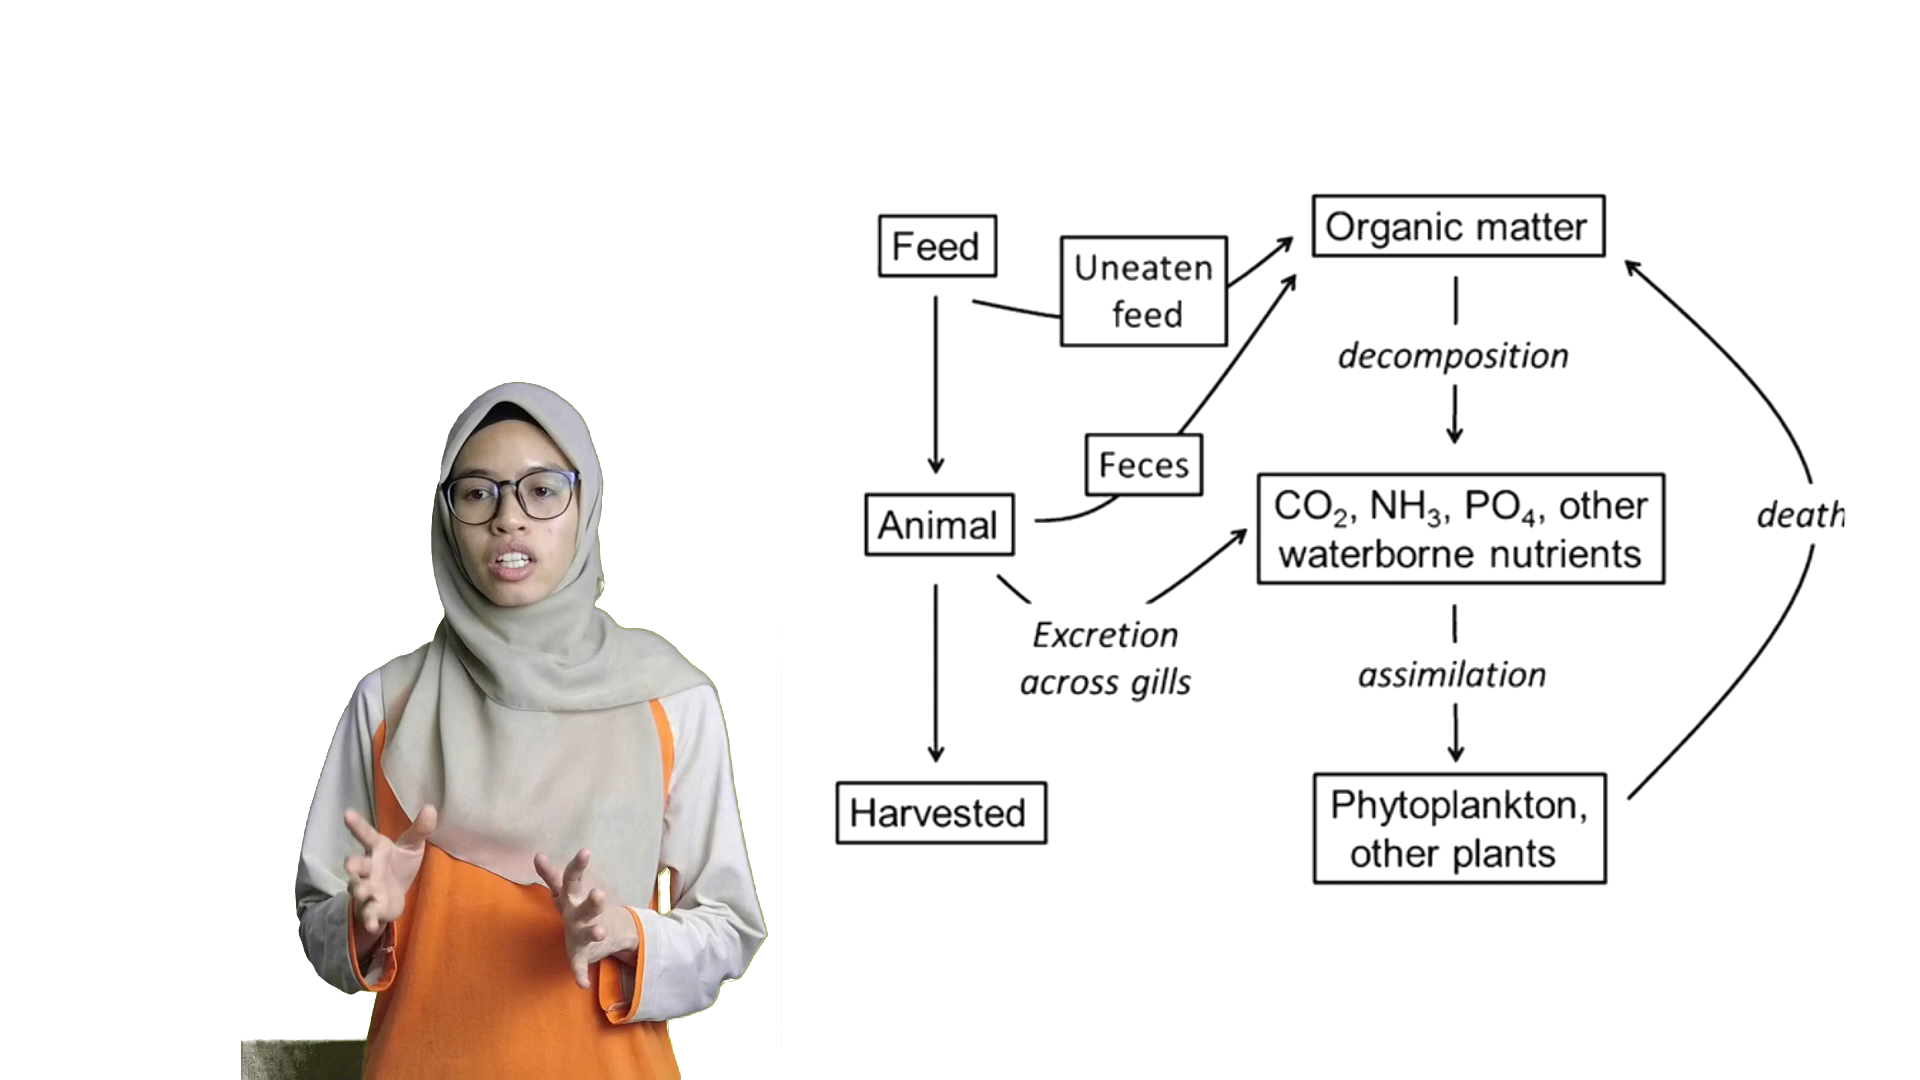 Feed
Uneaten
feed
Organic matter
decomposition
Feces
Animal
CO₂, NH₃, PO₄, other
waterborne nutrients
death
Excretion
across gills
assimilation
Harvested
Phytoplankton,
other plants